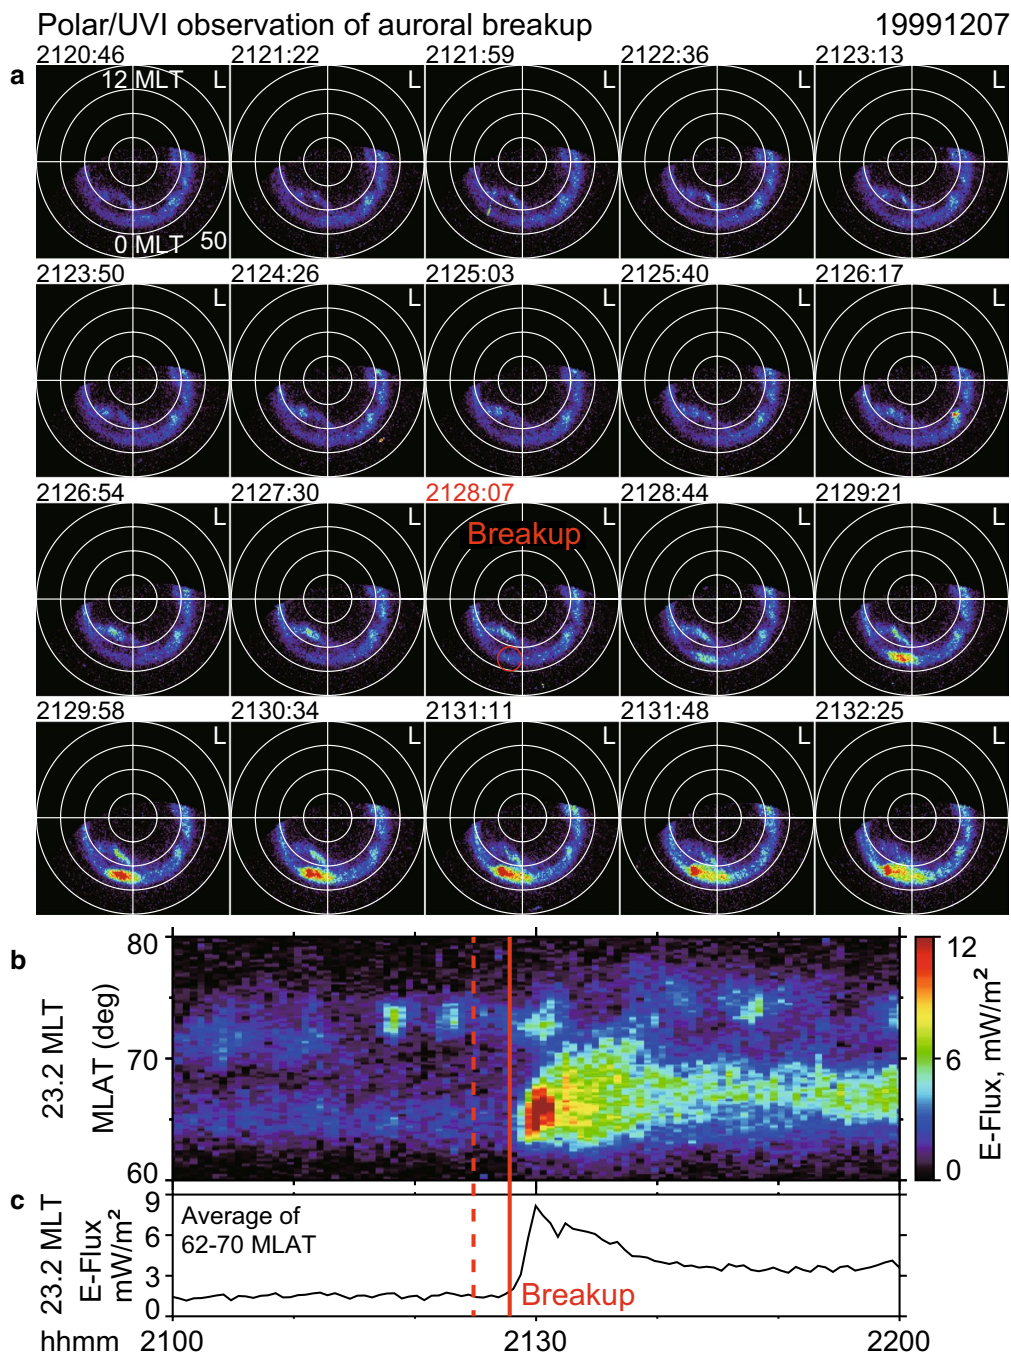 Polar/UVI observation of auroral breakup 19991207
a
2120:46 2121:22 2121:59 2122:36 2123:13
12 MLT L L L L L
0 MLT 50
2123:50 2124:26 2125:03 2125:40 2126:17
L L L L L
2126:54 2127:30 2128:07 2128:44 2129:21
L L L L L
Breakup
2129:58 2130:34 2131:11 2131:48 2132:25
L L L L L
b
23.2 MLT
MLAT (deg)
80
70
60
12
6
0
E-Flux, mW/m²
c
23.2 MLT
E-Flux
mW/m²
9
6
3
0
Average of
62-70 MLAT
Breakup
hhmm 2100 2130 2200